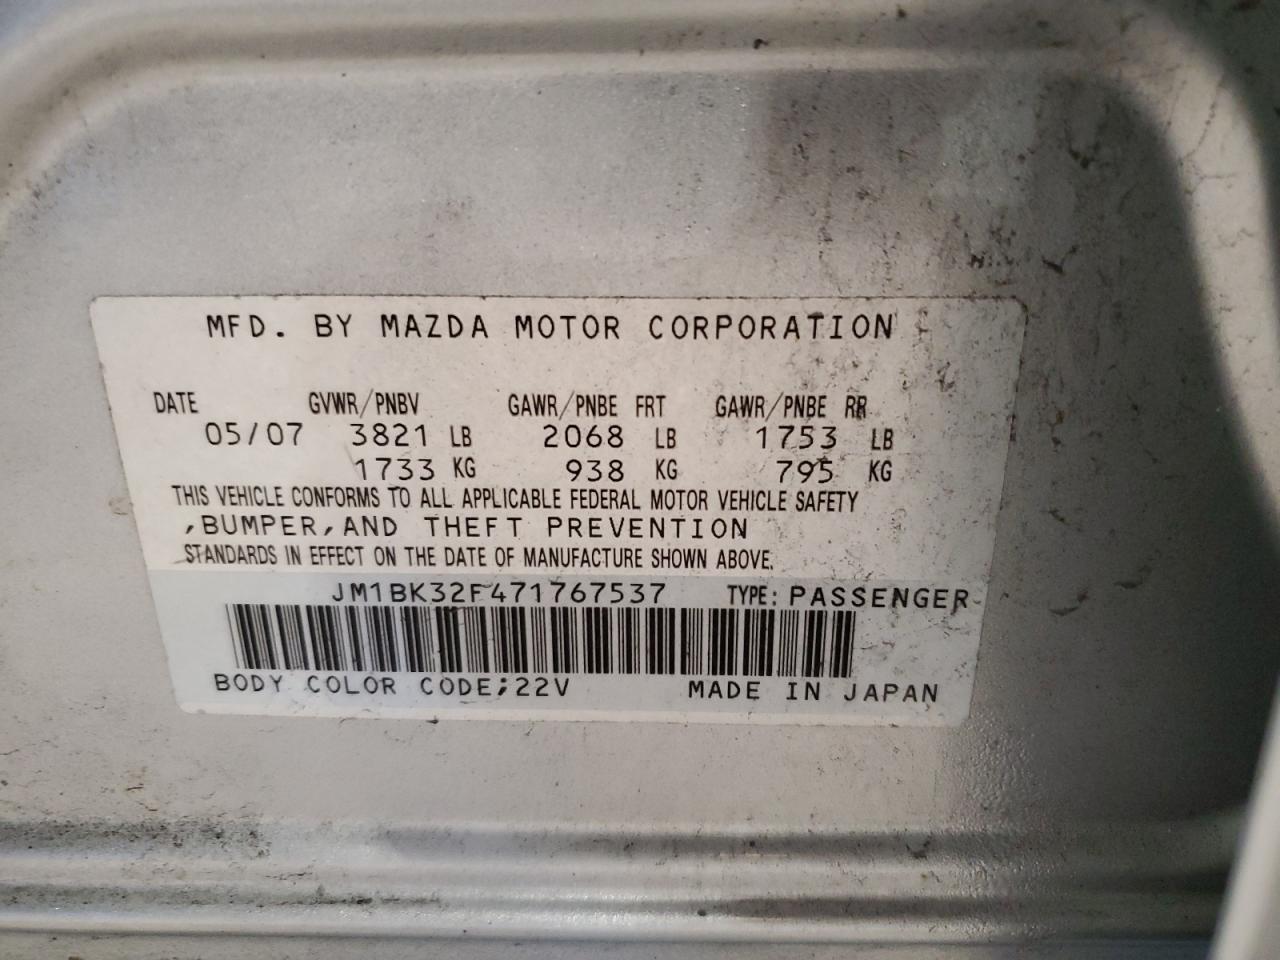 MFD. BY MAZDA MOTOR CORPORATION
DATE GVWR/PNBV GAWR/PNBE FRT GAWR/PNBE RR
05/07 3821 LB 2068 LB 1753 LB
1733 KG 938 KG 795 KG
THIS VEHICLE CONFORMS TO ALL APPLICABLE FEDERAL MOTOR VEHICLE SAFETY
,BUMPER,AND THEFT PREVENTION
STANDARDS IN EFFECT ON THE DATE OF MANUFACTURE SHOWN ABOVE.
JM1BK32F471767537 TYPE: PASSENGER
BODY COLOR CODE;22V MADE IN JAPAN